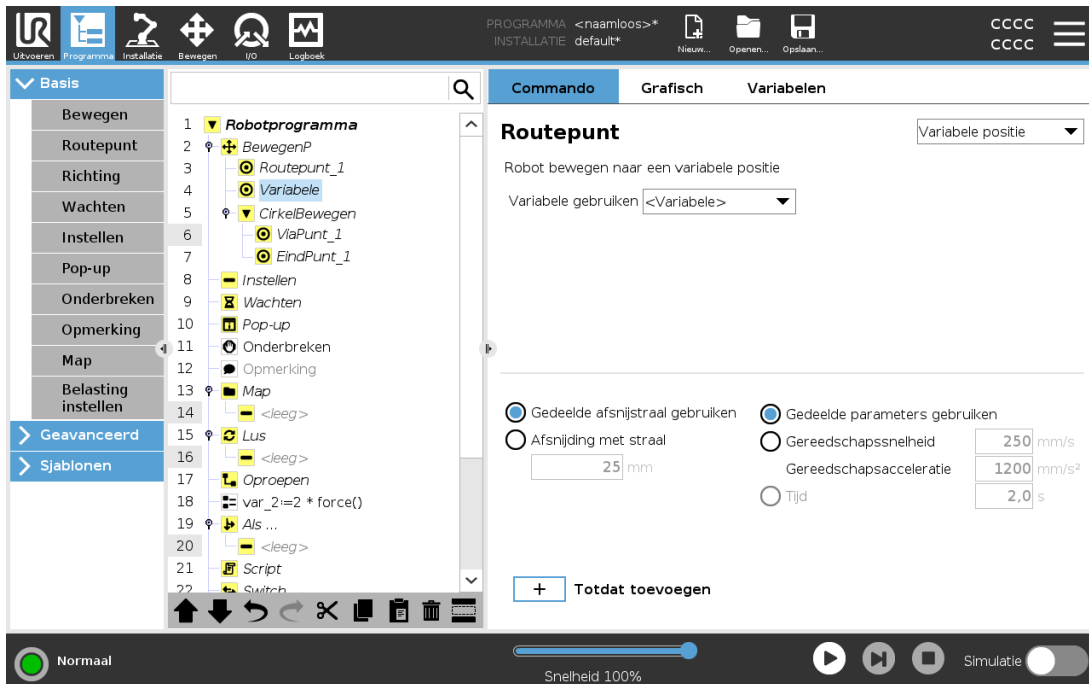 Uitvoeren Programma Installatie Bewegen I/O Logboek
PROGRAMMA <naamloos>*
INSTALLATIE default*
Nieuw... Openen... Opslaan...
CCCC
CCCC
Basis
Bewegen
Routepunt
Richting
Wachten
Instellen
Pop-up
Onderbreken
Opmerking
Map
Belasting
instellen
Geavanceerd
Sjablonen
1 Robotprogramma
2 BewegenP
3 Routepunt_1
4 Variabele
5 CirkelBewegen
6 ViaPunt_1
7 EindPunt_1
8 Instellen
9 Wachten
10 Pop-up
11 Onderbreken
12 Opmerking
13 Map
14 <leeg>
15 Lus
16 <leeg>
17 Oproepen
18 var_2:=2 * force()
19 Als ...
20 <leeg>
21 Script
22 Switch
Commando Grafisch Variabelen
Routepunt
Variabele positie
Robot bewegen naar een variabele positie
Variabele gebruiken <Variabele>
Gedeelde afsnijstraal gebruiken
Afsnijding met straal
25 mm
Gedeelde parameters gebruiken
Gereedschapssnelheid 250 mm/s
Gereedschapsacceleratie 1200 mm/s²
Tijd 2,0 s
+ Totdat toevoegen
Normaal
Snelheid 100%
Simulatie